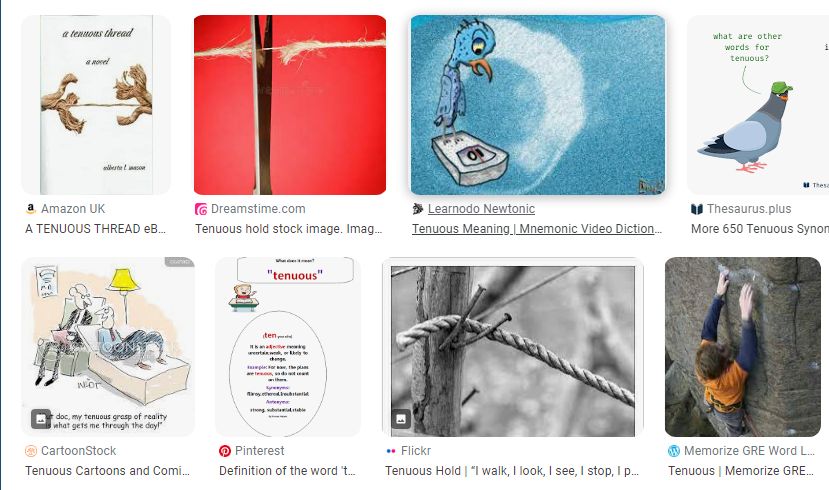 a tenuous thread
a novel
alberta l. mason
OI
what are other
words for
tenuous?
Amazon UK
Dreamstime.com
Learnodo Newtonic
Thesaurus.plus
A TENUOUS THREAD eB...
Tenuous hold stock image. Imag...
Tenuous Meaning | Mnemonic Video Diction...
More 650 Tenuous Synon
What does it mean?
"tenuous"
It is an adjective meaning
uncertain,weak, or likely to
change.
Example: For now, the plans
are tenuous, so do not count
on them.
Synonyms:
flimsy,ethereal,insubstantial
Antonyms:
strong, substantial,stable
doc, my tenuous grasp of reality
is what gets me through the day!"
CartoonStock
Pinterest
Flickr
Memorize GRE Word L...
Tenuous Cartoons and Comi...
Definition of the word 't...
Tenuous Hold | "I walk, I look, I see, I stop, I p...
Tenuous | Memorize GRE...